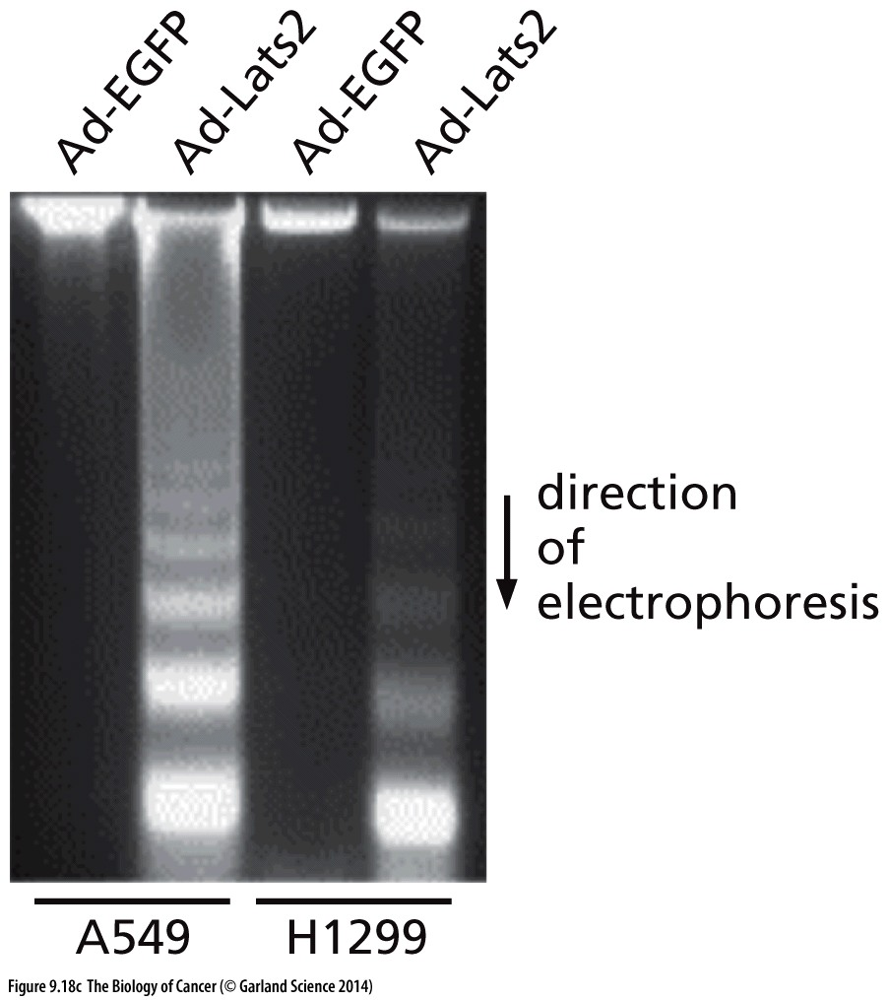 Ad-EGFP
Ad-Lats2
Ad-EGFP
Ad-Lats2
direction
of
electrophoresis
A549
H1299
Figure 9.18c The Biology of Cancer (© Garland Science 2014)